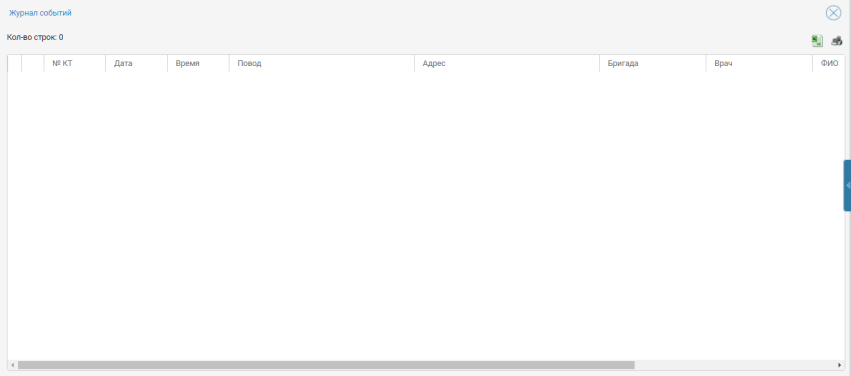 Журнал событий
Кол-во строк: 0
№ КТ Дата Время Повод Адрес Бригада Врач ФИО